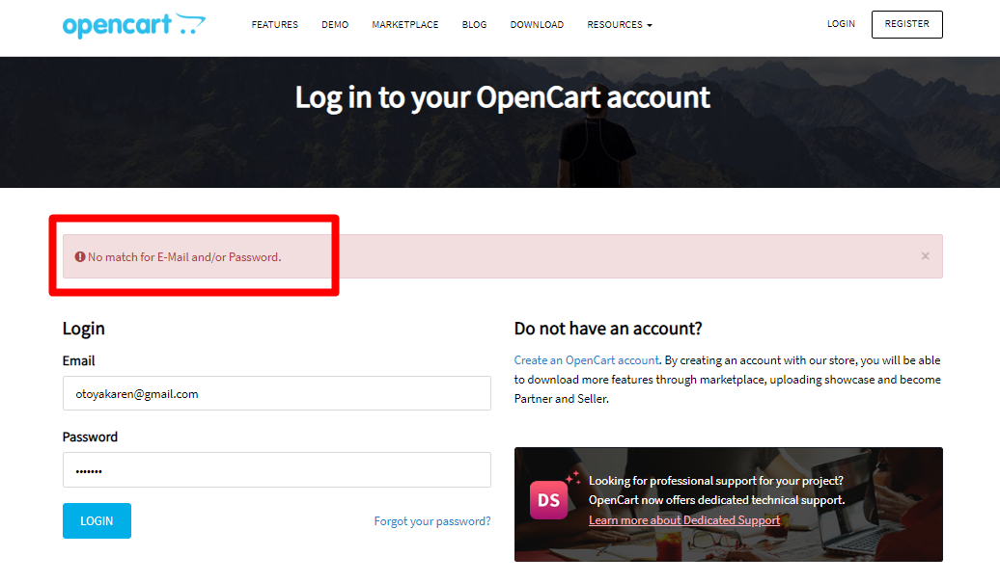 opencart
FEATURES DEMO MARKETPLACE BLOG DOWNLOAD RESOURCES
LOGIN REGISTER
Log in to your OpenCart account
No match for E-Mail and/or Password.
×
Login
Email
otoyakaren@gmail.com
Password
•••••••
LOGIN
Forgot your password?
Do not have an account?
Create an OpenCart account. By creating an account with our store, you will be able
to download more features through marketplace, uploading showcase and become
Partner and Seller.
DS
Looking for professional support for your project?
OpenCart now offers dedicated technical support.
Learn more about Dedicated Support